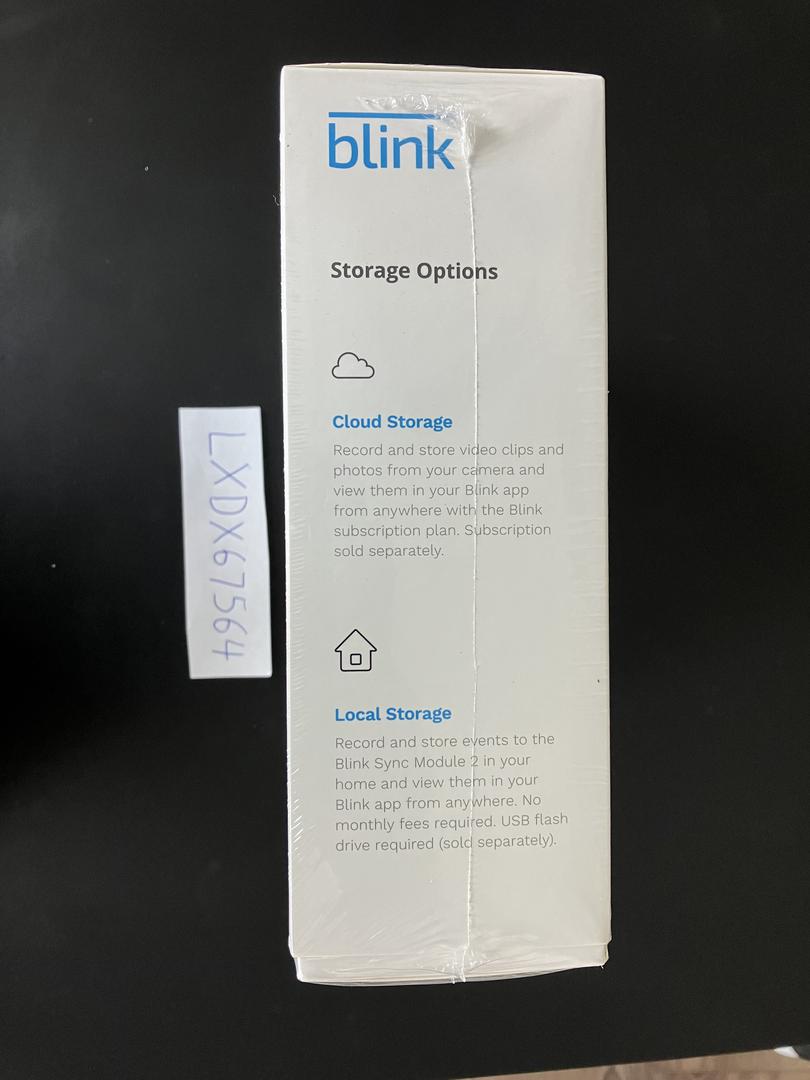 blink
Storage Options
Cloud Storage
Record and store video clips and
photos from your camera and
view them in your Blink app
from anywhere with the Blink
subscription plan. Subscription
sold separately.
Local Storage
Record and store events to the
Blink Sync Module 2 in your
home and view them in your
Blink app from anywhere. No
monthly fees required. USB flash
drive required (sold separately).
LXDX67564